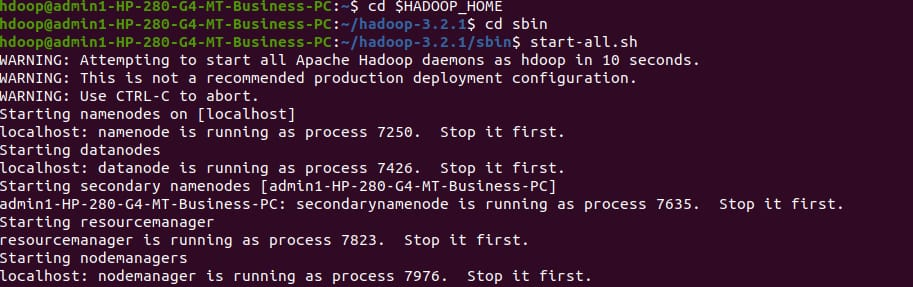 hdoop@admin1-HP-280-G4-MT-Business-PC:~$ cd $HADOOP_HOME
hdoop@admin1-HP-280-G4-MT-Business-PC:~/hadoop-3.2.1$ cd sbin
hdoop@admin1-HP-280-G4-MT-Business-PC:~/hadoop-3.2.1/sbin$ start-all.sh
WARNING: Attempting to start all Apache Hadoop daemons as hdoop in 10 seconds.
WARNING: This is not a recommended production deployment configuration.
WARNING: Use CTRL-C to abort.
Starting namenodes on [localhost]
localhost: namenode is running as process 7250.  Stop it first.
Starting datanodes
localhost: datanode is running as process 7426.  Stop it first.
Starting secondary namenodes [admin1-HP-280-G4-MT-Business-PC]
admin1-HP-280-G4-MT-Business-PC: secondarynamenode is running as process 7635.  Stop it first.
Starting resourcemanager
resourcemanager is running as process 7823.  Stop it first.
Starting nodemanagers
localhost: nodemanager is running as process 7976.  Stop it first.